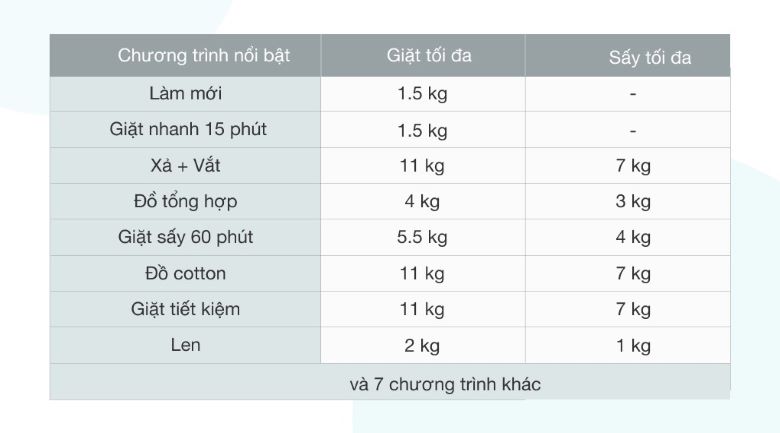 Chương trình nổi bật Giặt tối đa Sấy tối đa
Làm mới 1.5 kg -
Giặt nhanh 15 phút 1.5 kg -
Xả + Vắt 11 kg 7 kg
Đồ tổng hợp 4 kg 3 kg
Giặt sấy 60 phút 5.5 kg 4 kg
Đồ cotton 11 kg 7 kg
Giặt tiết kiệm 11 kg 7 kg
Len 2 kg 1 kg
và 7 chương trình khác